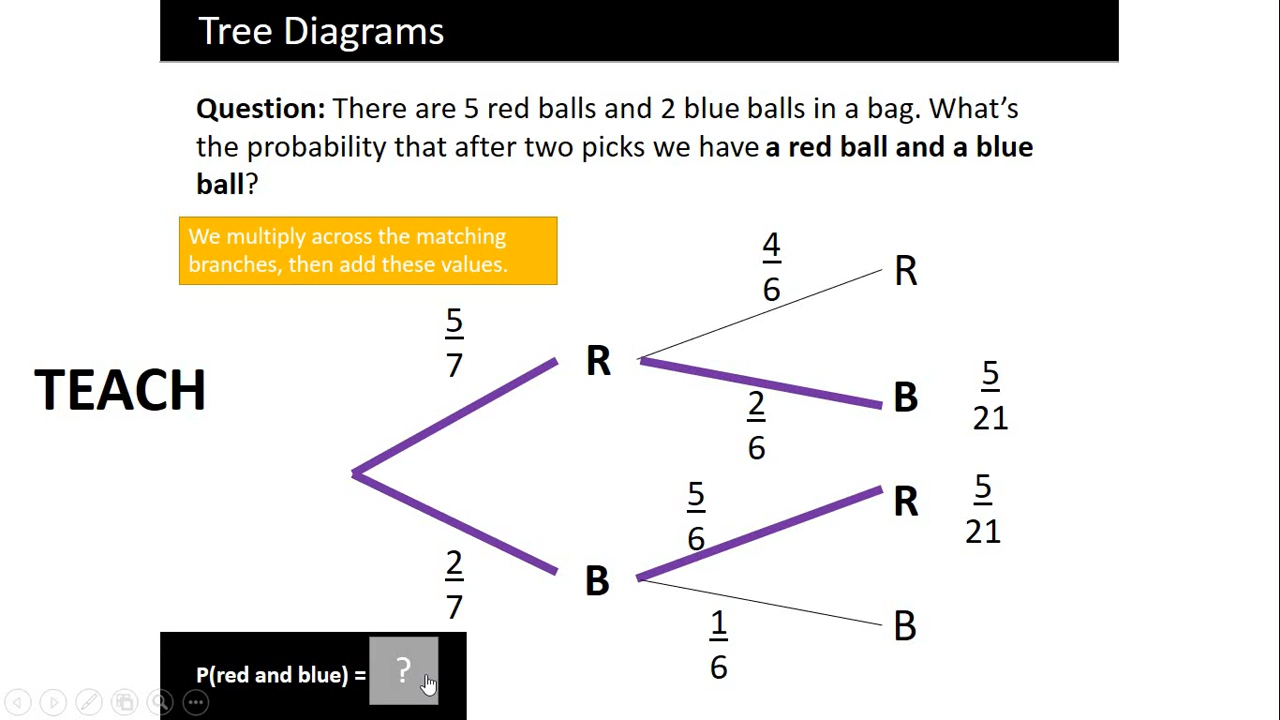 Tree Diagrams
Question: There are 5 red balls and 2 blue balls in a bag. What’s
the probability that after two picks we have a red ball and a blue
ball?
We multiply across the matching
branches, then add these values.
4
6
R
5
7
R
TEACH
2
6
B
5
21
5
6
R
5
21
2
7
B
1
6
B
P(red and blue) = ?